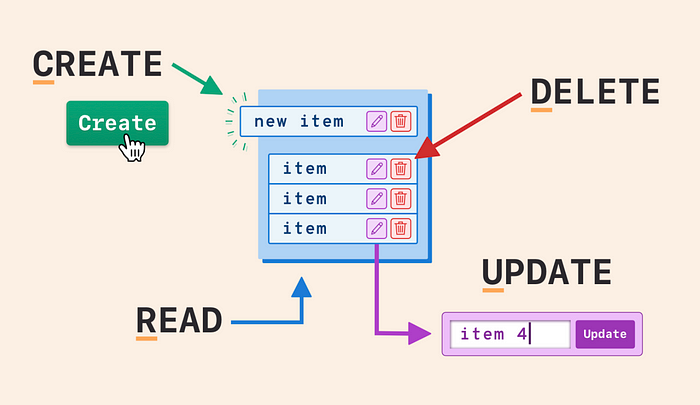 CREATE
Create
new item
item
item
item
DELETE
READ
UPDATE
item 4
Update